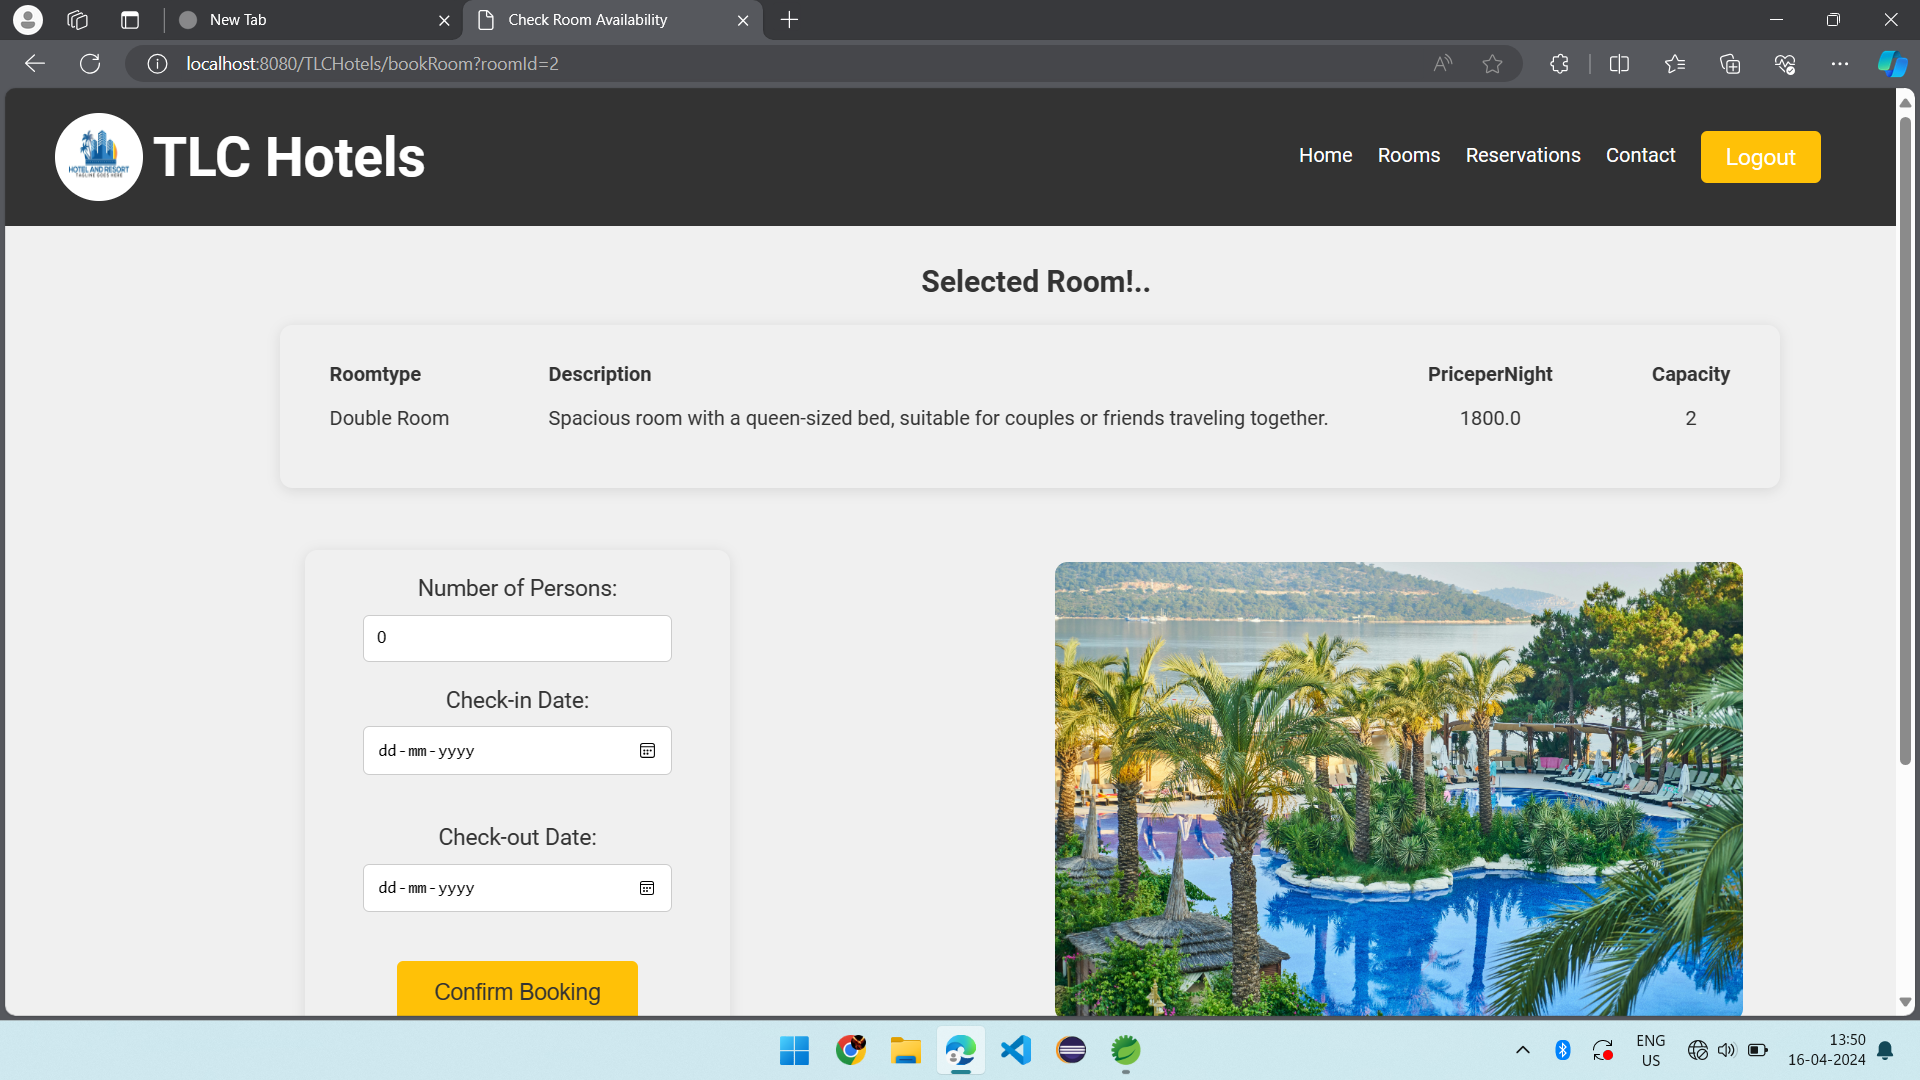 New Tab
Check Room Availability
localhost:8080/TLCHotels/bookRoom?roomId=2
HOTEL AND RESORT
TAGLINE GOES HERE
TLC Hotels
Home Rooms Reservations Contact Logout
Selected Room!..
Roomtype Description PriceperNight Capacity
Double Room Spacious room with a queen-sized bed, suitable for couples or friends traveling together. 1800.0 2
Number of Persons:
0
Check-in Date:
dd-mm-yyyy
Check-out Date:
dd-mm-yyyy
Confirm Booking
ENG
US
13:50
16-04-2024